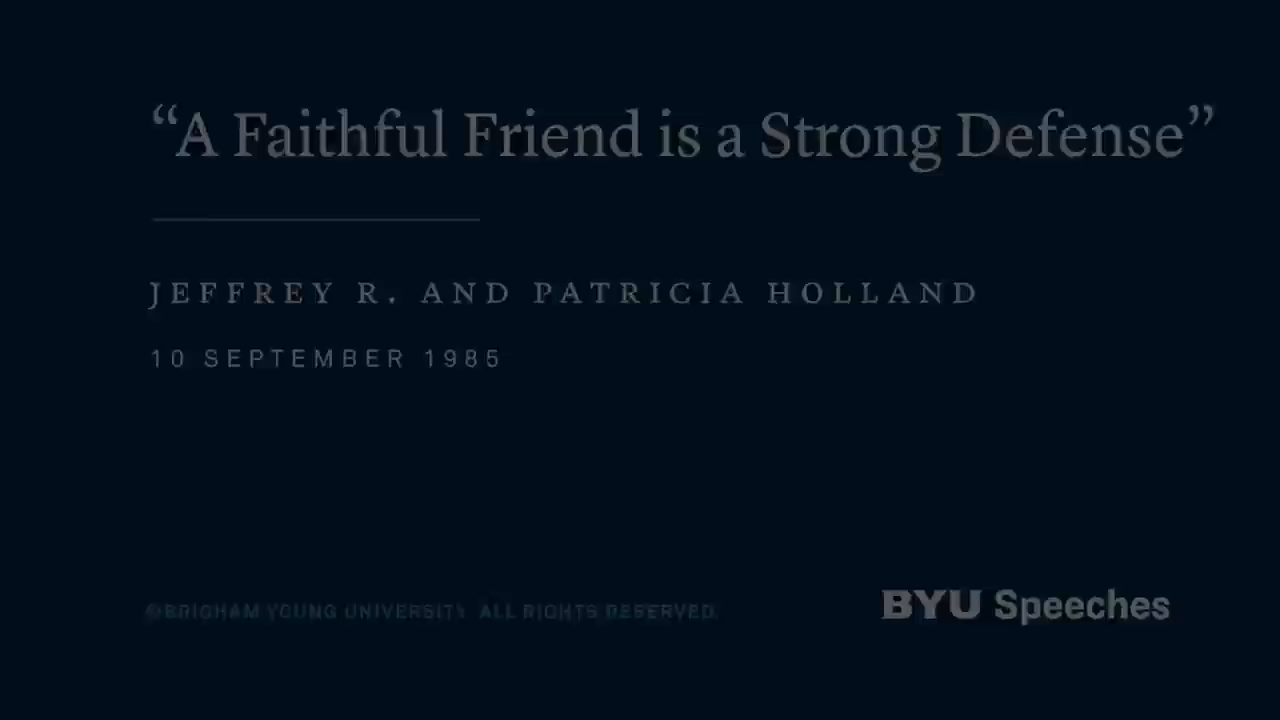 “A Faithful Friend is a Strong Defense”
JEFFREY R. AND PATRICIA HOLLAND
10 SEPTEMBER 1985
©BRIGHAM YOUNG UNIVERSITY. ALL RIGHTS RESERVED.
BYU Speeches